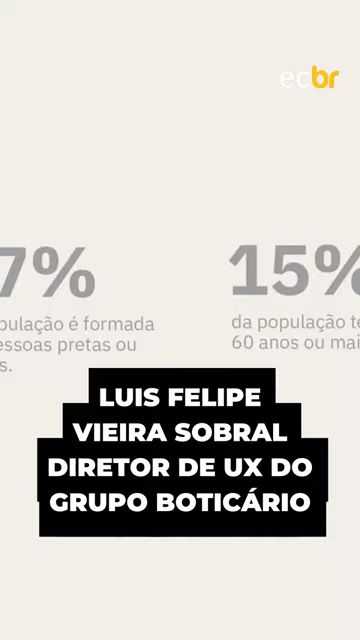 ecbr
7%
15%
pulação é formada
essoas pretas ou
s.
da população te
60 anos ou mai
LUIS FELIPE
VIEIRA SOBRAL
DIRETOR DE UX DO
GRUPO BOTICÁRIO